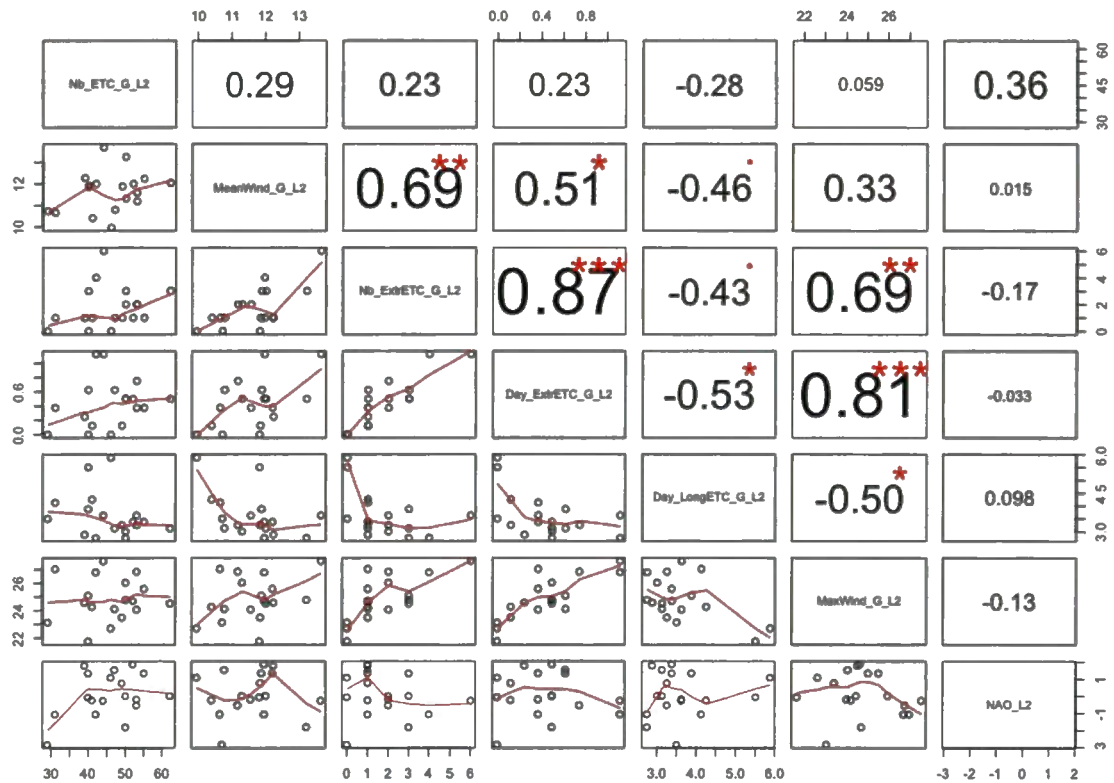 10 11 12 13 0.0 0.4 0.8 22 24 26
Nb_ETC_G_L2 0.29 0.23 0.23 -0.28 0.059 0.36 30 45 60
10 12 MeanWind_G_L2 0.69 ** 0.51 * -0.46 . 0.33 0.015
Nb_ExtrETC_G_L2 0.87 *** -0.43 . 0.69 ** -0.17 0 2 4 6
0.0 0.6 Day_ExtrETC_G_L2 -0.53 * 0.81 *** -0.033
Day_LongETC_G_L2 -0.50 * 0.098 3.0 4.5 6.0
22 24 26 MaxWind_G_L2 -0.13
NAO_L2 -1 1
30 40 50 60 0 1 2 3 4 5 6 3.0 4.0 5.0 6.0 -3 -2 -1 0 1 2